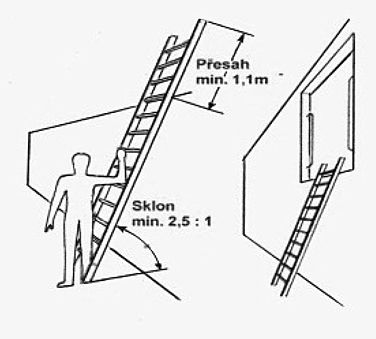 Přesah
min. 1,1m
Sklon
min. 2,5 : 1